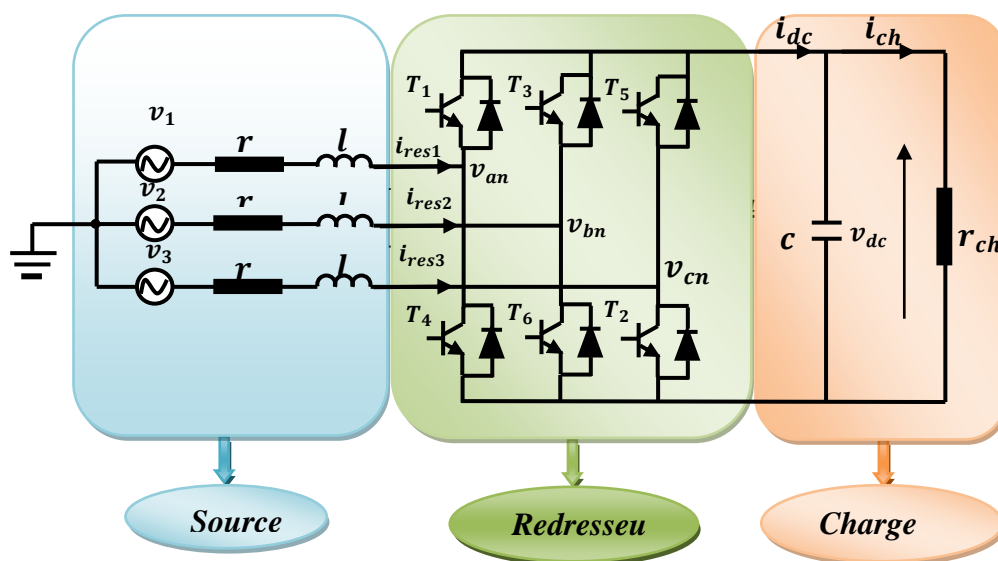 i_dc i_ch
T_1 T_3 T_5
v_1
r l i_res1
v_an
v_2
r l i_res2
v_bn
v_3
r l i_res3
v_cn
c v_dc r_ch
T_4 T_6 T_2
Source Redresseu Charge